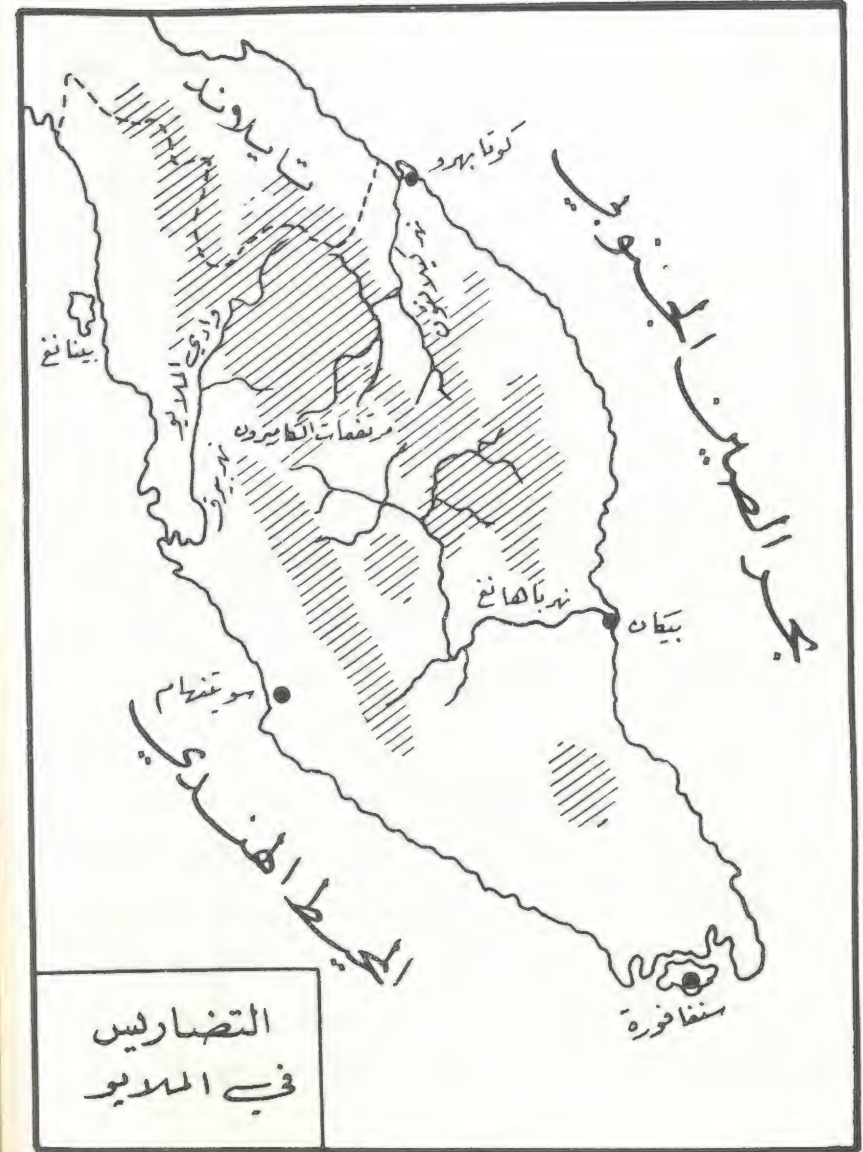 تايلاند
كوتا بهرو
بحر الصين الجنوبي
بينانغ
وادي الملايو
مرتفعات الكاميرون
نهر باهانغ
بيكان
سويتنهام
المحيط الهندي
سنغافورة
التضاريس
في الملايو